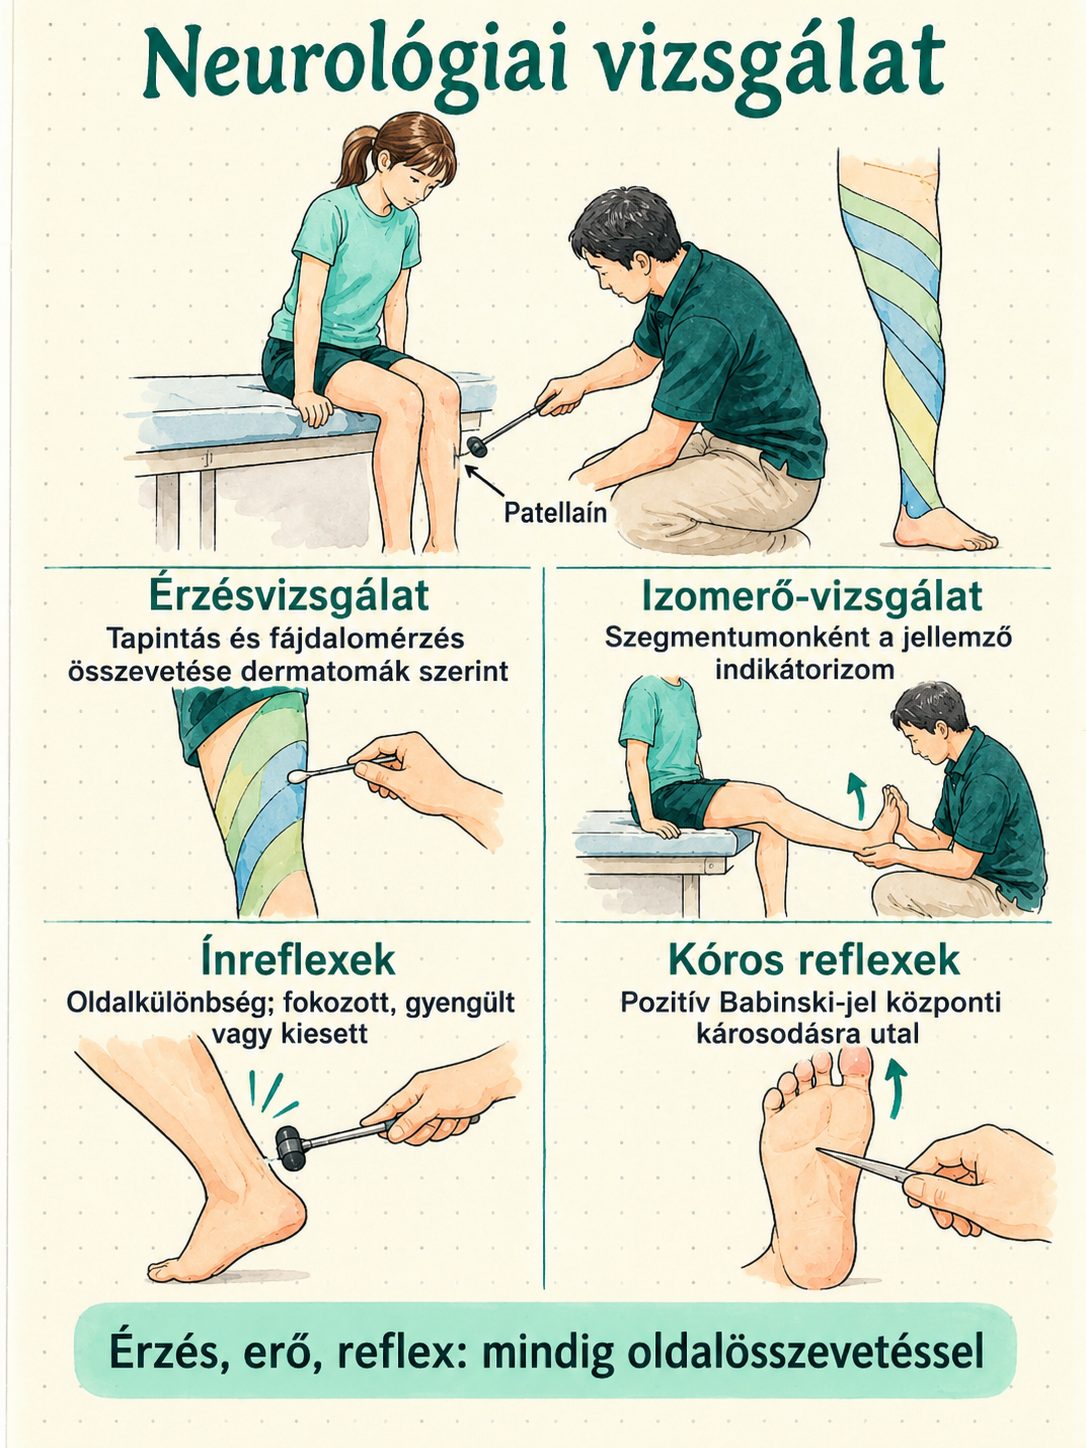 Neurológiai vizsgálat
Patellaín
Érzésvizsgálat
Tapintás és fájdalomérzés
összevetése dermatomák szerint
Izomerő-vizsgálat
Szegmentumonként a jellemző
indikátorizom
Ínreflexek
Oldalkülönbség; fokozott, gyengült
vagy kiesett
Kóros reflexek
Pozitív Babinski-jel központi
károsodásra utal
Érzés, erő, reflex: mindig oldalösszevetéssel